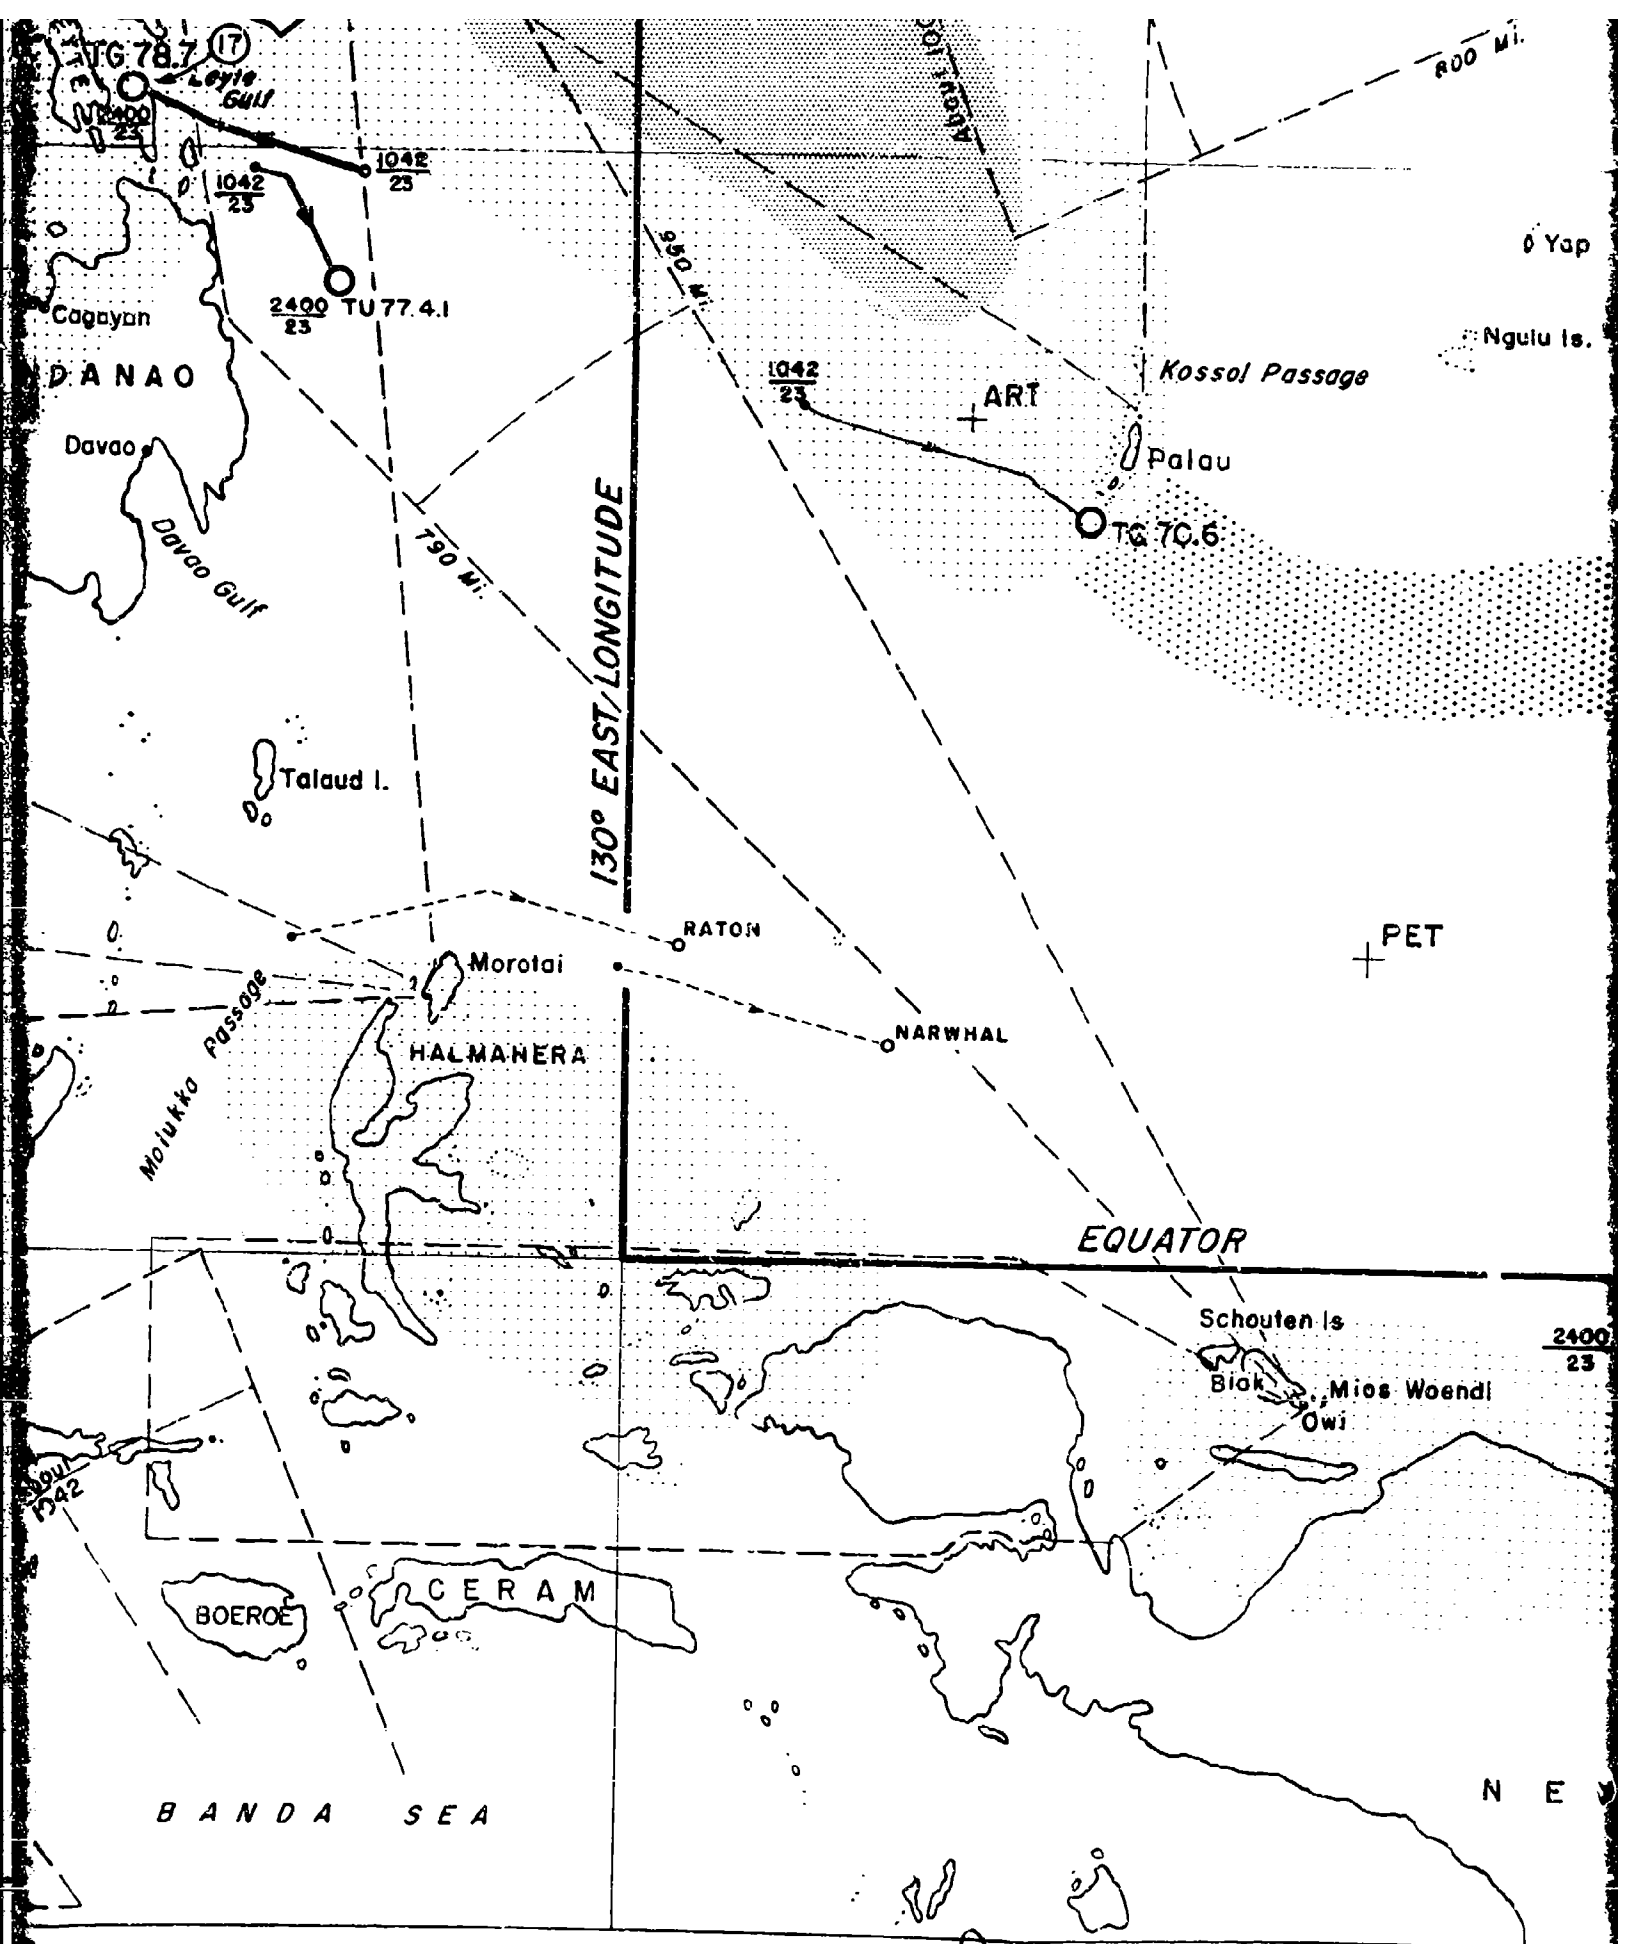 TG 78.7 17
Leyte
Gulf
2400
23
1042
23
1042
23
2400 TU 77.4.1
23
800 Mi.
Yap
Ngulu Is.
Kossol Passage
950 Mi.
1042
23
ART
Palau
TG 70.6
Cagayan
DANAO
Davao
Davao Gulf
790 Mi.
130° EAST LONGITUDE
Talaud I.
RATON
PET
Morotai
NARWHAL
Molukka Passage
HALMAHERA
EQUATOR
Schouten Is
2400
23
Biak
Mios Woendi
Owi
1042
BOEROE
CERAM
BANDA SEA
N E